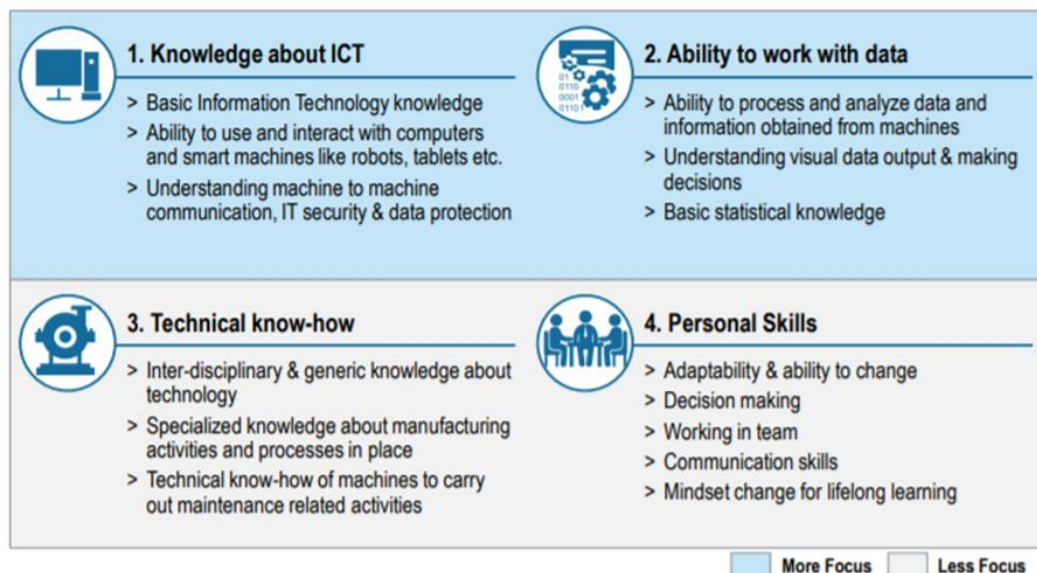 1. Knowledge about ICT
> Basic Information Technology knowledge
> Ability to use and interact with computers
and smart machines like robots, tablets etc.
> Understanding machine to machine
communication, IT security & data protection
2. Ability to work with data
01
0110
0001
01101
> Ability to process and analyze data and
information obtained from machines
> Understanding visual data output & making
decisions
> Basic statistical knowledge
3. Technical know-how
> Inter-disciplinary & generic knowledge about
technology
> Specialized knowledge about manufacturing
activities and processes in place
> Technical know-how of machines to carry
out maintenance related activities
4. Personal Skills
> Adaptability & ability to change
> Decision making
> Working in team
> Communication skills
> Mindset change for lifelong learning
More Focus
Less Focus